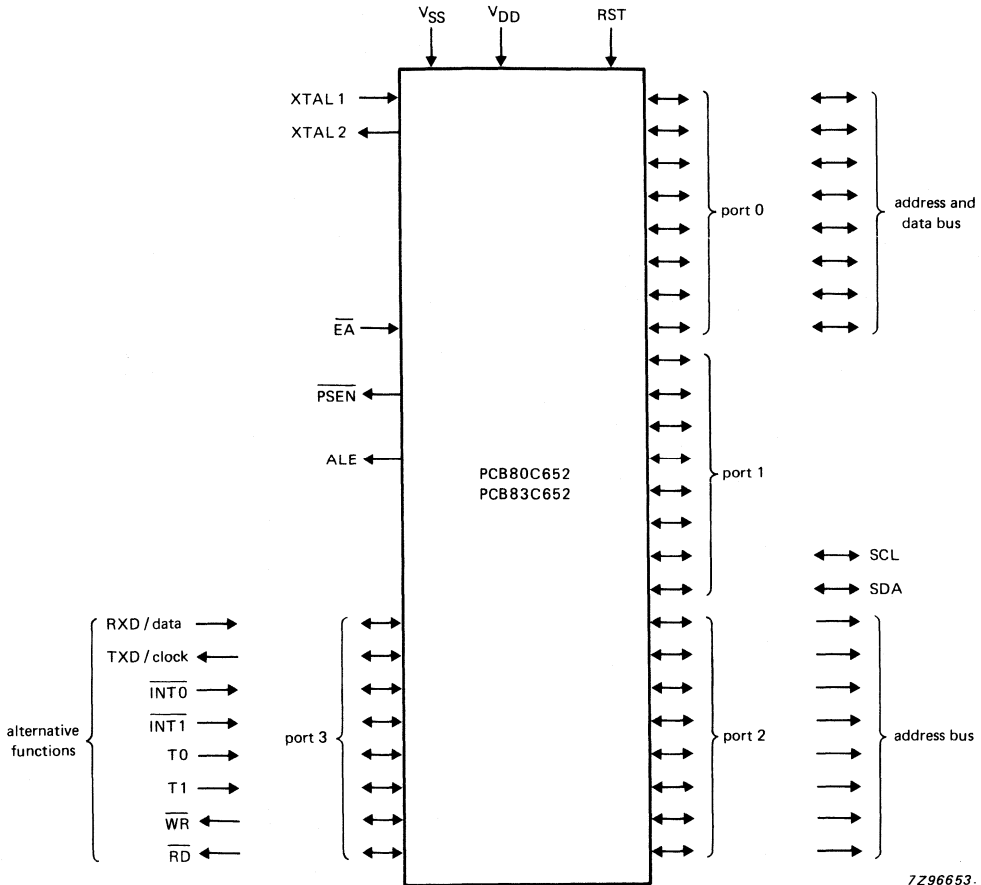 VSS VDD RST
XTAL 1
XTAL 2
EA
PSEN
ALE
PCB80C652
PCB83C652
port 0
address and
data bus
port 1
SCL
SDA
alternative
functions
RXD / data
TXD / clock
INT0
INT1
T0
T1
WR
RD
port 3
port 2
address bus
7Z96653.